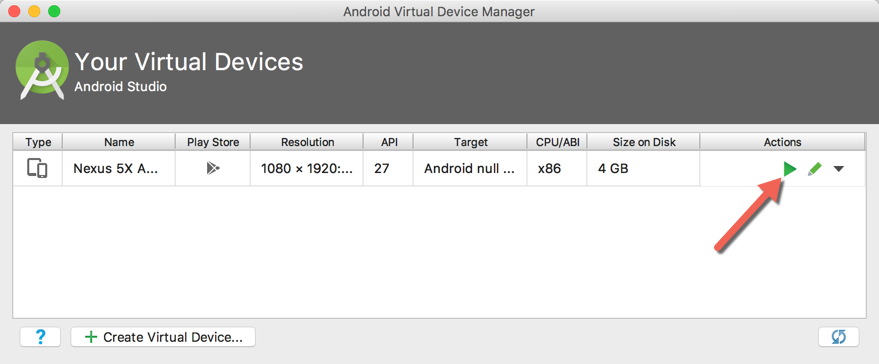 Android Virtual Device Manager
Your Virtual Devices
Android Studio
Type Name Play Store Resolution API Target CPU/ABI Size on Disk Actions
Nexus 5X A... 1080 × 1920:... 27 Android null ... x86 4 GB
? Create Virtual Device...